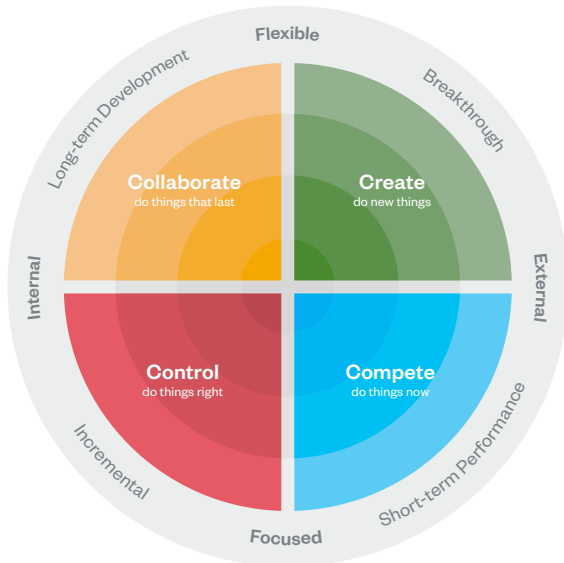 Flexible
Long-term Development
Breakthrough
Collaborate
do things that last
Create
do new things
Internal
External
Control
do things right
Compete
do things now
Incremental
Short-term Performance
Focused